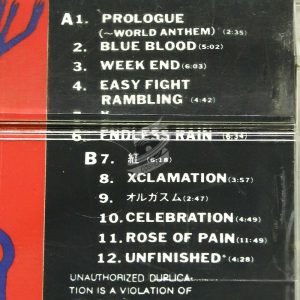 A 1. PROLOGUE
(~WORLD ANTHEM) (2:35)
2. BLUE BLOOD (5:02)
3. WEEK END (6:03)
4. EASY FIGHT
RAMBLING (4:42)
6. ENDLESS RAIN (6:34)
B 7. 紅 (6:18)
8. XCLAMATION (3:57)
9. オルガスム (2:47)
10. CELEBRATION (4:49)
11. ROSE OF PAIN (11:49)
12. UNFINISHED* (4:28)
UNAUTHORIZED DUPLICA-
TION IS A VIOLATION OF